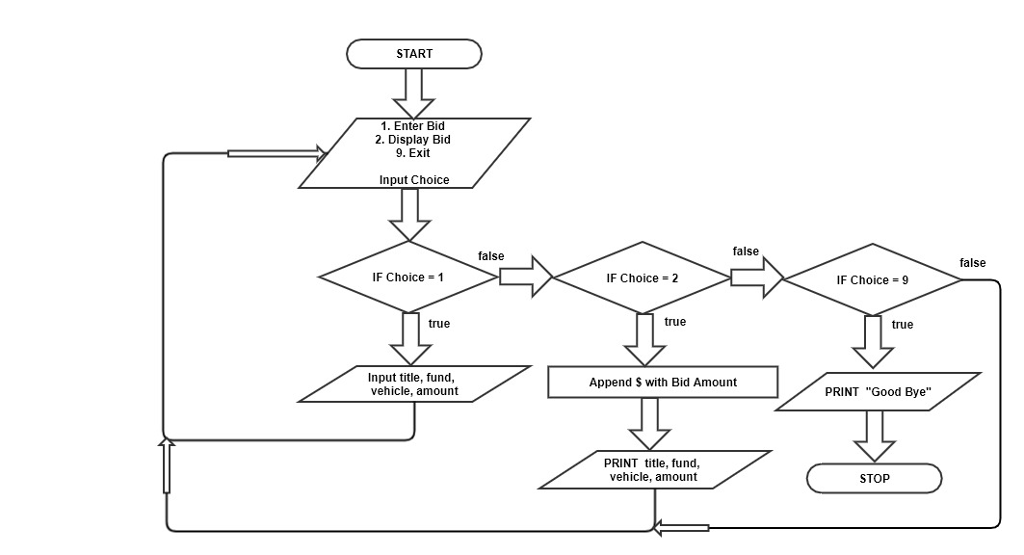 START
1. Enter Bid
2. Display Bid
9. Exit
Input Choice
IF Choice = 1
false
true
IF Choice = 2
false
true
IF Choice = 9
false
true
Input title, fund,
vehicle, amount
Append $ with Bid Amount
PRINT title, fund,
vehicle, amount
PRINT "Good Bye"
STOP